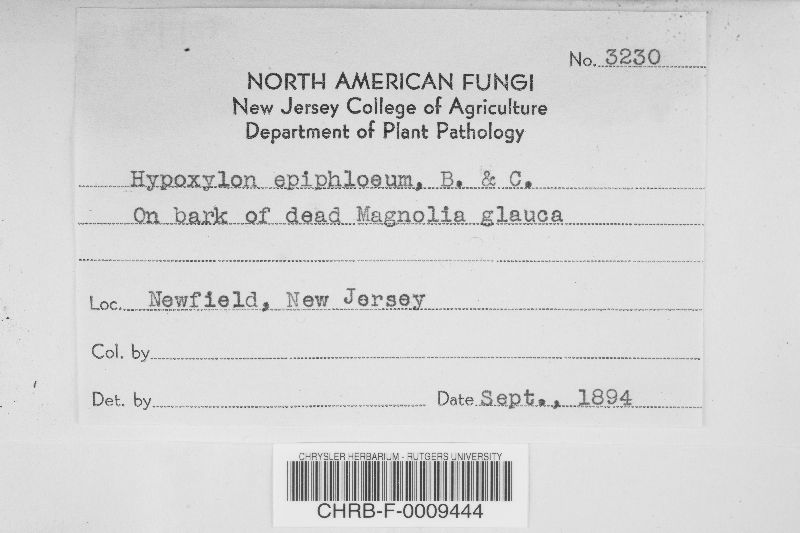 No. 3230
NORTH AMERICAN FUNGI
New Jersey College of Agriculture
Department of Plant Pathology
Hypoxylon epiphloeum, B. & C.
On bark of dead Magnolia glauca
Loc. Newfield, New Jersey
Col. by
Det. by Date Sept., 1894
CHRYSLER HERBARIUM - RUTGERS UNIVERSITY
CHRB-F-0009444